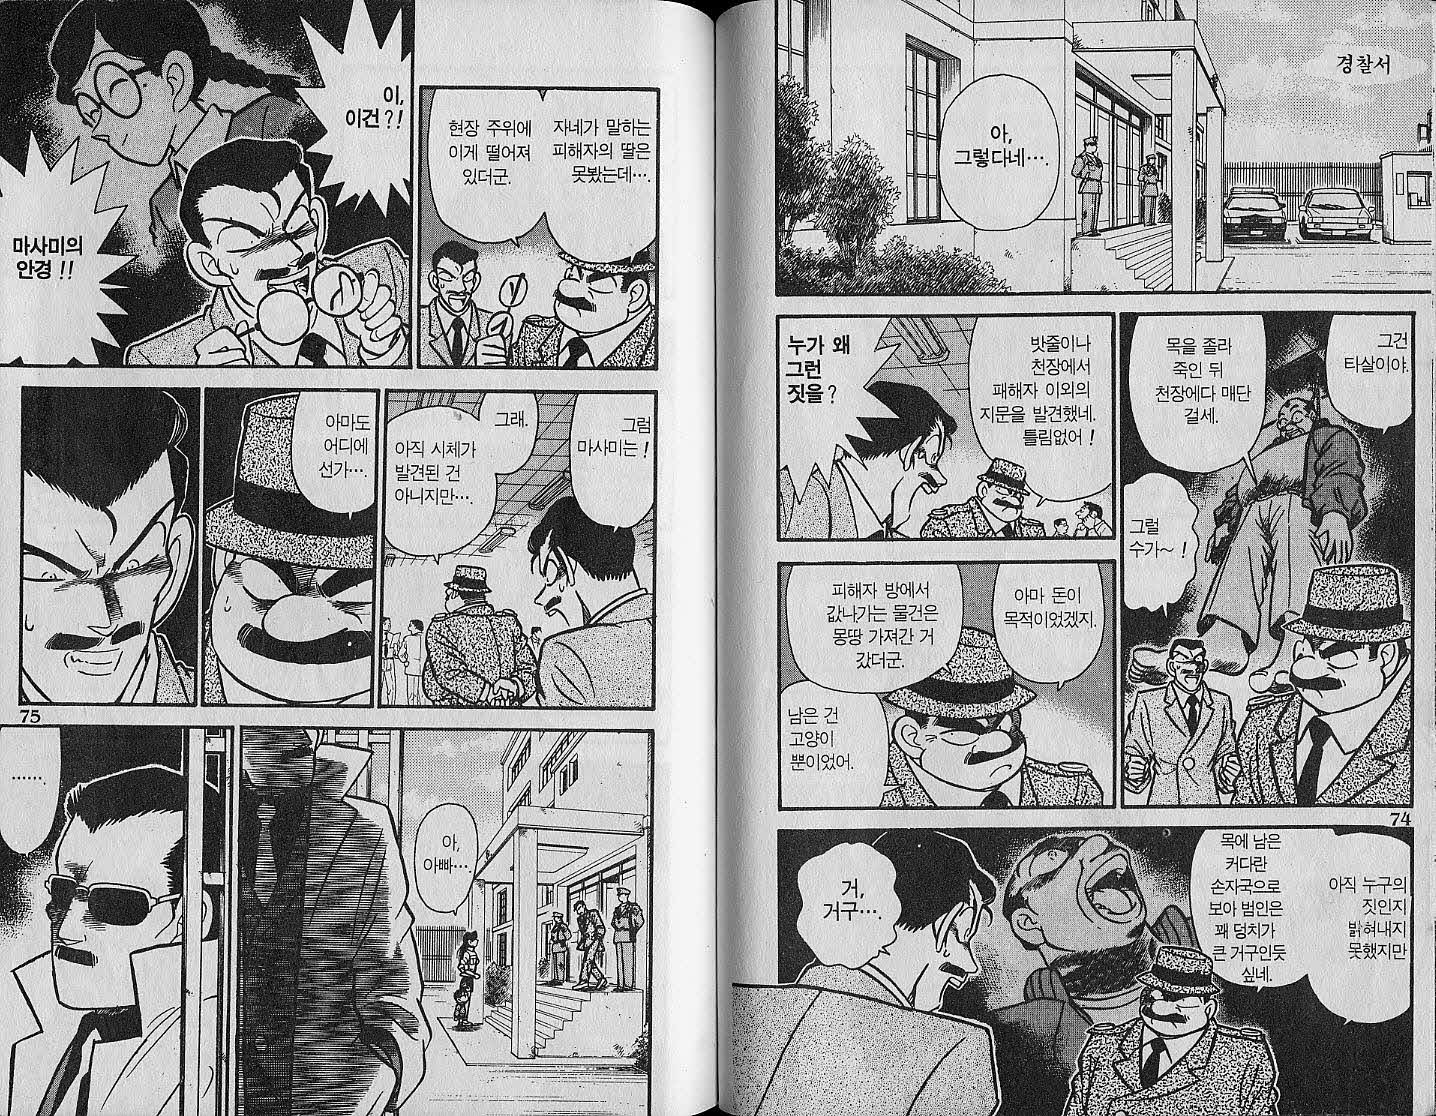 경찰서
아,
그렇다네….
그건
타살이야.
목을 졸라
죽인 뒤
천장에다 매단
걸세.
그럴
수가~!
밧줄이나
천장에서
패해자 이외의
지문을 발견했네.
틀림없어!
누가 왜
그런
짓을?
아마 돈이
목적이었겠지.
피해자 방에서
값나가는 물건은
몽땅 가져간 거
갔더군.
남은 건
고양이
뿐이었어.
74
아직 누구의
짓인지
밝혀내지
못했지만
목에 남은
커다란
손자국으로
보아 범인은
꽤 덩치가
큰 거구인듯
싶네.
거,
거구….
자네가 말하는
피해자의 딸은
못봤는데….
현장 주위에
이게 떨어져
있더군.
이,
이건?!
마사미의
안경!!
그럼
마사미는!
그래.
아직 시체가
발견된 건
아니지만….
아마도
어디에
선가….
75
아,
아빠….
……